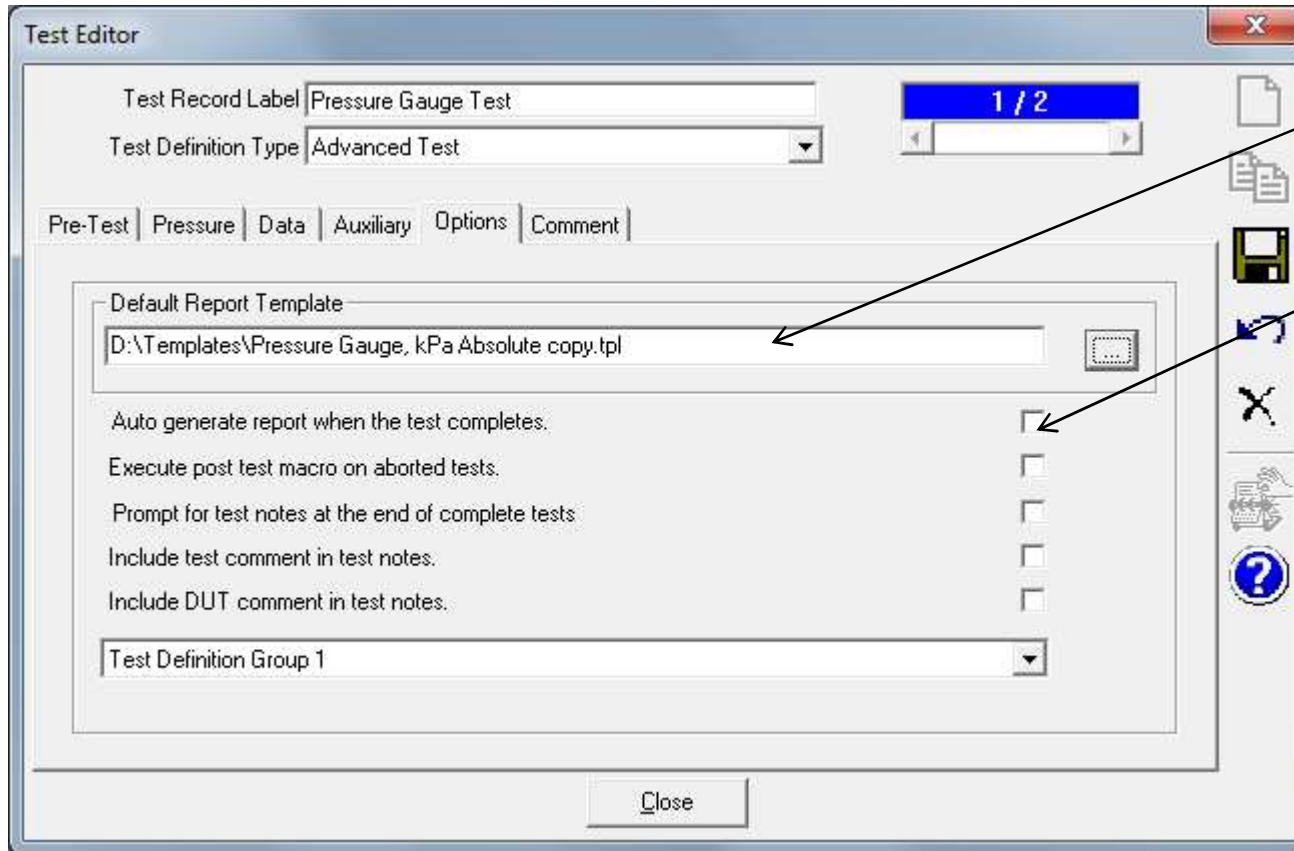 Test Editor
Test Record Label Pressure Gauge Test
1 / 2
Test Definition Type Advanced Test
Pre-Test Pressure Data Auxiliary Options Comment
Default Report Template
D:\Templates\Pressure Gauge, kPa Absolute copy.tpl
...
Auto generate report when the test completes.
Execute post test macro on aborted tests.
Prompt for test notes at the end of complete tests
Include test comment in test notes.
Include DUT comment in test notes.
Test Definition Group 1
Close